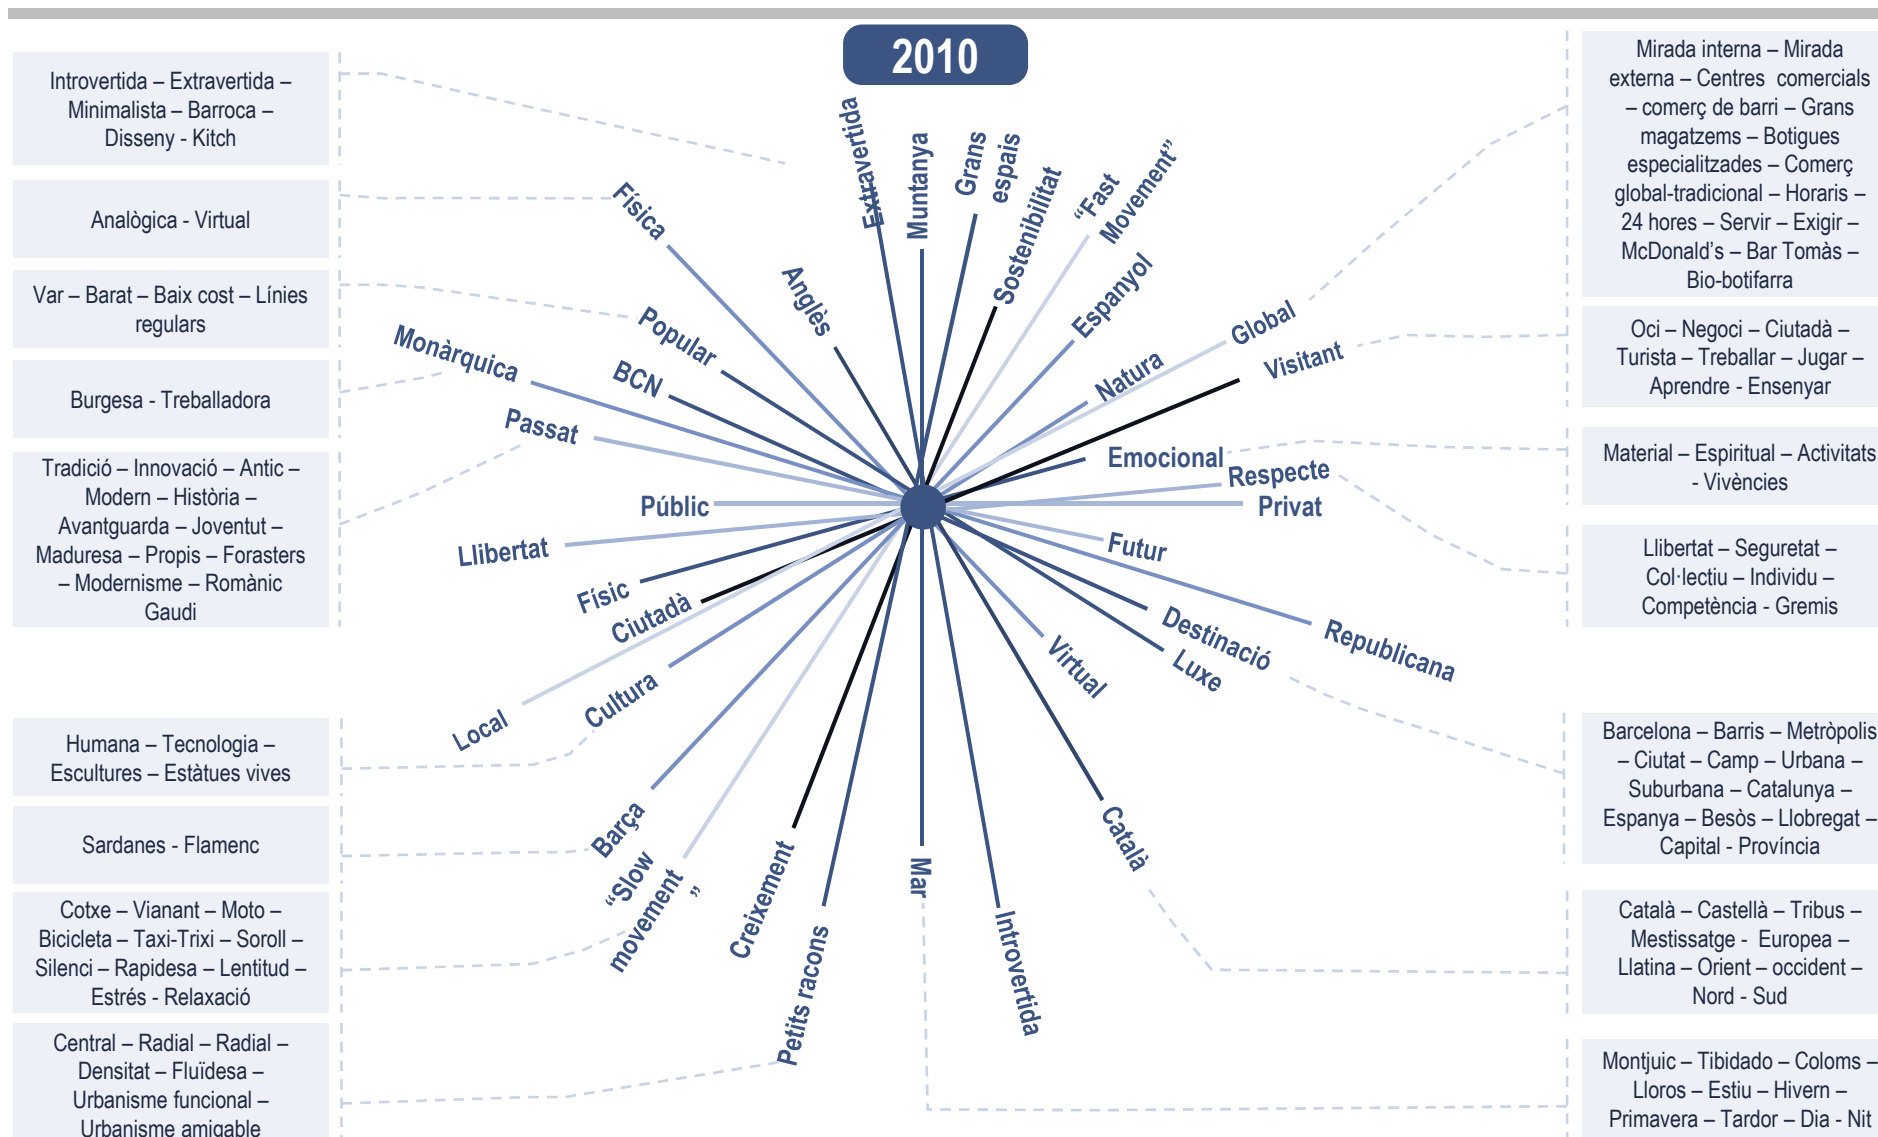 2010
Introvertida – Extravertida –
Minimalista – Barroca –
Disseny - Kitch
Analògica - Virtual
Var – Barat – Baix cost – Línies
regulars
Burgesa - Treballadora
Tradició – Innovació – Antic –
Modern – Història –
Avantguarda – Joventut –
Maduresa – Propis – Forasters
– Modernisme – Romànic
Gaudi
Humana – Tecnologia –
Escultures – Estàtues vives
Sardanes - Flamenc
Cotxe – Vianant – Moto –
Bicicleta – Taxi-Trixi – Soroll –
Silenci – Rapidesa – Lentitud –
Estrés - Relaxació
Central – Radial – Radial –
Densitat – Fluïdesa –
Urbanisme funcional –
Urbanisme amigable
Extravertida
Muntanya
Grans
espais
Sostenibilitat
“Fast
Movement”
Espanyol
Natura
Global
Visitant
Emocional
Respecte
Privat
Futur
Republicana
Destinació
Luxe
Virtual
Català
Introvertida
Mar
Petits racons
Creixement
“Slow
movement
”
Barça
Cultura
Local
Ciutadà
Físic
Llibertat
Públic
Passat
BCN
Monàrquica
Popular
Física
Anglès
Mirada interna – Mirada
externa – Centres comercials
– comerç de barri – Grans
magatzems – Botigues
especialitzades – Comerç
global-tradicional – Horaris –
24 hores – Servir – Exigir –
McDonald’s – Bar Tomàs –
Bio-botifarra
Oci – Negoci – Ciutadà –
Turista – Treballar – Jugar –
Aprendre - Ensenyar
Material – Espiritual – Activitats
- Vivències
Llibertat – Seguretat –
Col·lectiu – Individu –
Competència - Gremis
Barcelona – Barris – Metròpolis
– Ciutat – Camp – Urbana –
Suburbana – Catalunya –
Espanya – Besòs – Llobregat –
Capital - Província
Català – Castellà – Tribus –
Mestissatge - Europea –
Llatina – Orient – occident –
Nord - Sud
Montjuic – Tibidado – Coloms –
Lloros – Estiu – Hivern –
Primavera – Tardor – Dia - Nit